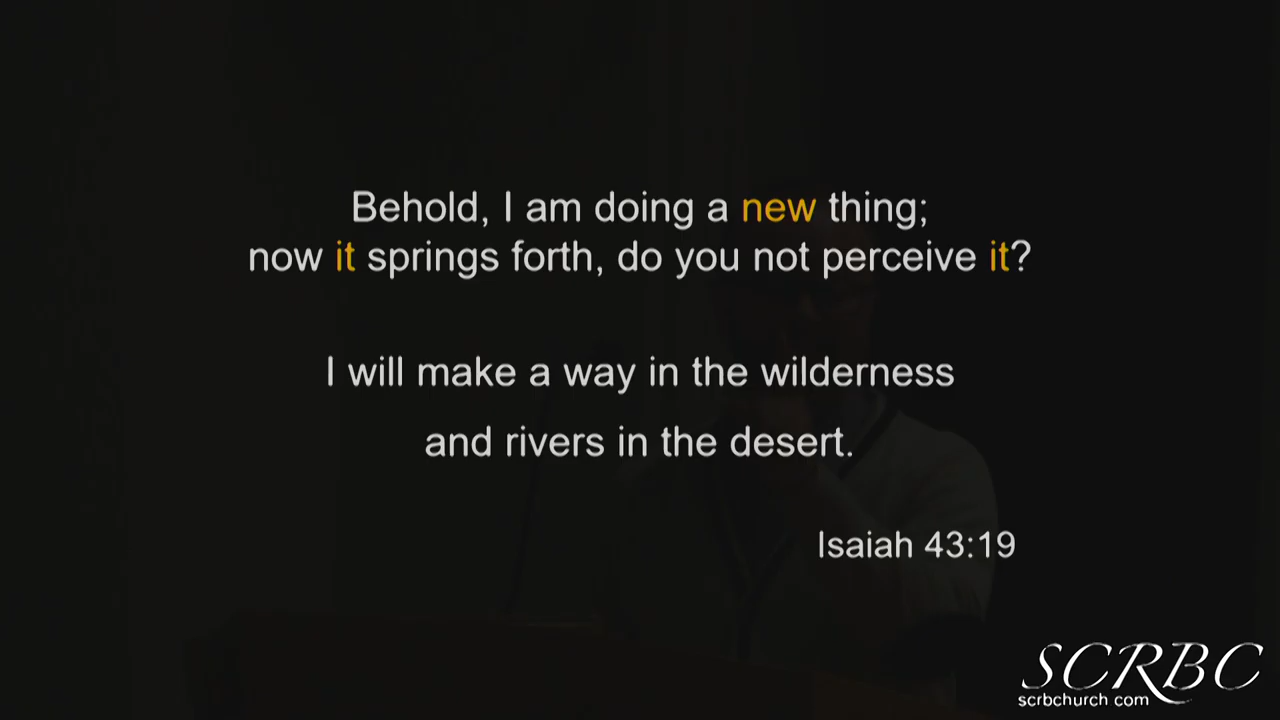 Behold, I am doing a new thing;
now it springs forth, do you not perceive it?
I will make a way in the wilderness
and rivers in the desert.
Isaiah 43:19
SCRBC
scrbchurch com